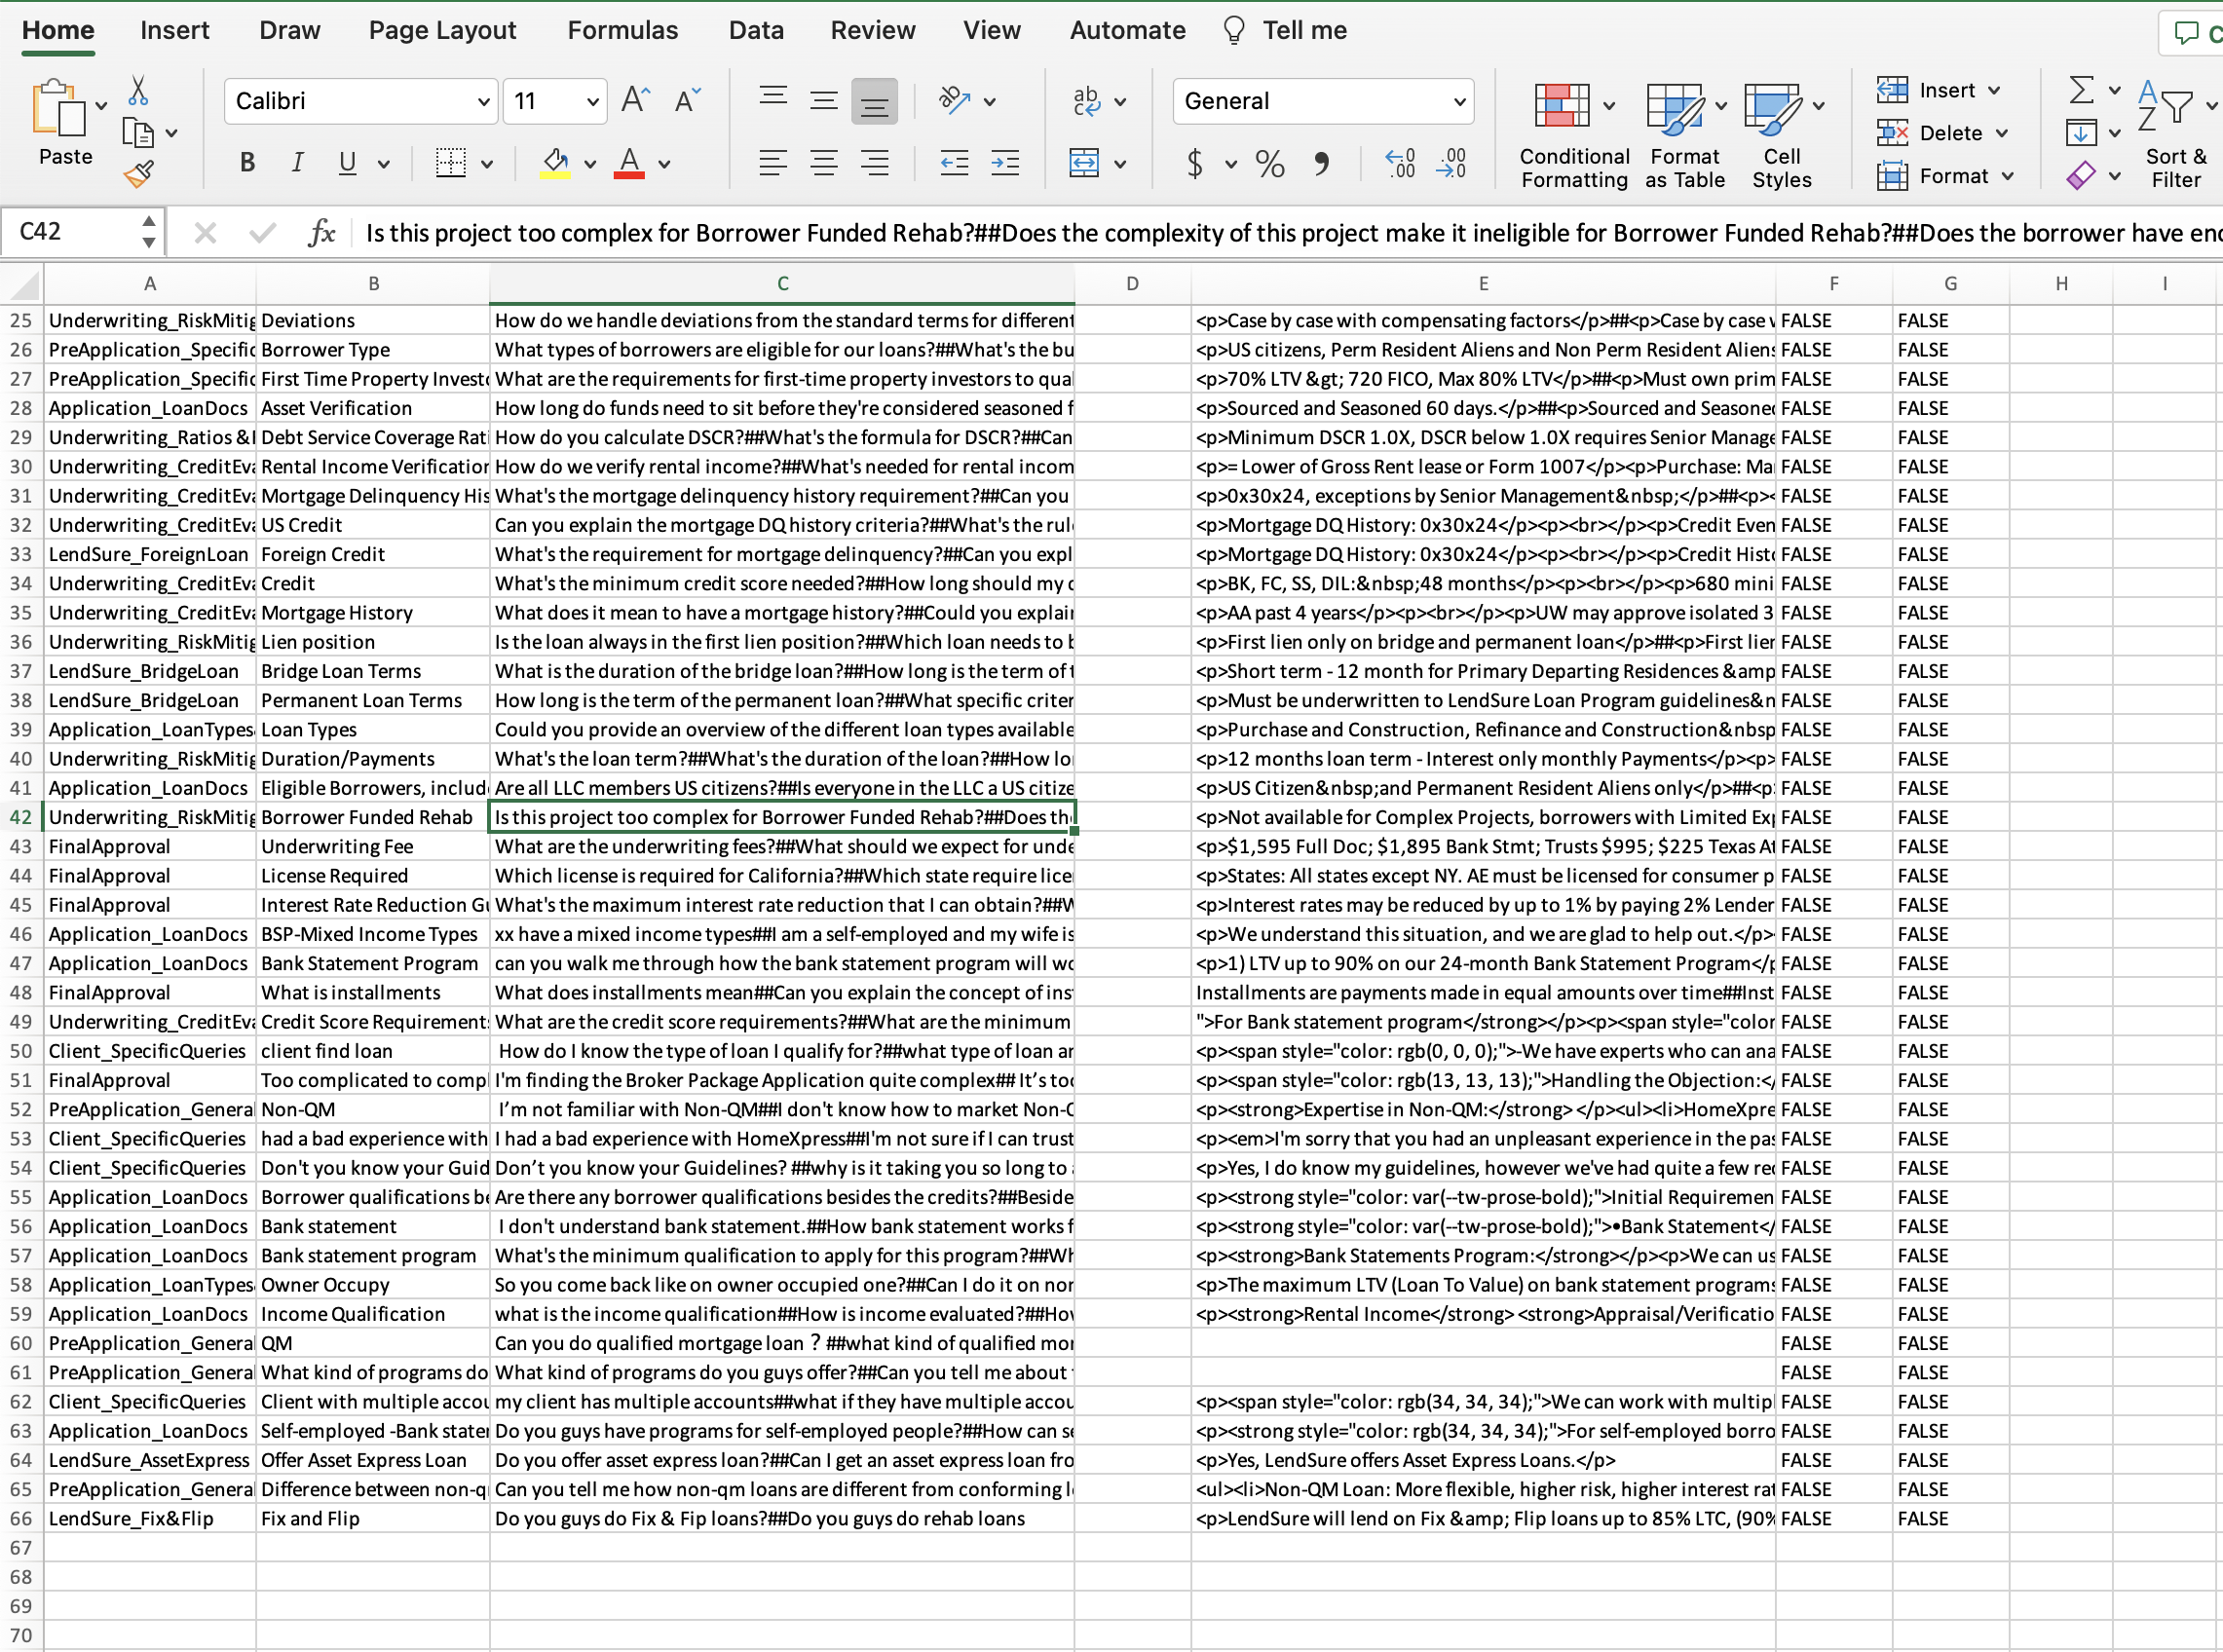 Home Insert Draw Page Layout Formulas Data Review View Automate Tell me
Calibri 11 General
Paste Conditional Formatting Format as Table Cell Styles Insert Delete Format Sort & Filter
C42 fx Is this project too complex for Borrower Funded Rehab?##Does the complexity of this project make it ineligible for Borrower Funded Rehab?##Does the borrower have
A B C D E F G H I
25 Underwriting_RiskMitig Deviations How do we handle deviations from the standard terms for different <p>Case by case with compensating factors</p>##<p>Case by case FALSE FALSE
26 PreApplication_Specific Borrower Type What types of borrowers are eligible for our loans?##What's the bu <p>US citizens, Perm Resident Aliens and Non Perm Resident Aliens FALSE FALSE
27 PreApplication_Specific First Time Property Invest What are the requirements for first-time property investors to qua <p>70% LTV &gt; 720 FICO, Max 80% LTV</p>##<p>Must own prim FALSE FALSE
28 Application_LoanDocs Asset Verification How long do funds need to sit before they're considered seasoned f <p>Sourced and Seasoned 60 days.</p>##<p>Sourced and Seasoned FALSE FALSE
29 Underwriting_Ratios & Debt Service Coverage Rati How do you calculate DSCR?##What's the formula for DSCR?##Can <p>Minimum DSCR 1.0X, DSCR below 1.0X requires Senior Manage FALSE FALSE
30 Underwriting_CreditEva Rental Income Verification How do we verify rental income?##What's needed for rental incom <p>= Lower of Gross Rent lease or Form 1007</p><p>Purchase: Ma FALSE FALSE
31 Underwriting_CreditEva Mortgage Delinquency His What's the mortgage delinquency history requirement?##Can you <p>0x30x24, exceptions by Senior Management&nbsp;</p>##<p>< FALSE FALSE
32 Underwriting_CreditEva US Credit Can you explain the mortgage DQ history criteria?##What's the rul <p>Mortgage DQ History: 0x30x24</p><p><br></p><p>Credit Even FALSE FALSE
33 LendSure_ForeignLoan Foreign Credit What's the requirement for mortgage delinquency?##Can you expl <p>Mortgage DQ History: 0x30x24</p><p><br></p><p>Credit Hist FALSE FALSE
34 Underwriting_CreditEva Credit What's the minimum credit score needed?##How long should my <p>BK, FC, SS, DIL:&nbsp;48 months</p><p><br></p><p>680 mini FALSE FALSE
35 Underwriting_CreditEva Mortgage History What does it mean to have a mortgage history?##Could you explai <p>AA past 4 years</p><p><br></p><p>UW may approve isolated 3 FALSE FALSE
36 Underwriting_RiskMitig Lien position Is the loan always in the first lien position?##Which loan needs to b <p>First lien only on bridge and permanent loan</p>##<p>First lien FALSE FALSE
37 LendSure_BridgeLoan Bridge Loan Terms What is the duration of the bridge loan?##How long is the term of <p>Short term - 12 month for Primary Departing Residences &amp FALSE FALSE
38 LendSure_BridgeLoan Permanent Loan Terms How long is the term of the permanent loan?##What specific criter <p>Must be underwritten to LendSure Loan Program guidelines&n FALSE FALSE
39 Application_LoanTypes Loan Types Could you provide an overview of the different loan types available <p>Purchase and Construction, Refinance and Construction&nbsp FALSE FALSE
40 Underwriting_RiskMitig Duration/Payments What's the loan term?##What's the duration of the loan?##How lo <p>12 months loan term - Interest only monthly Payments</p><p> FALSE FALSE
41 Application_LoanDocs Eligible Borrowers, includ Are all LLC members US citizens?##Is everyone in the LLC a US citize <p>US Citizen&nbsp;and Permanent Resident Aliens only</p>##<p FALSE FALSE
42 Underwriting_RiskMitig Borrower Funded Rehab Is this project too complex for Borrower Funded Rehab?##Does th <p>Not available for Complex Projects, borrowers with Limited Exp FALSE FALSE
43 FinalApproval Underwriting Fee What are the underwriting fees?##What should we expect for unde <p>$1,595 Full Doc; $1,895 Bank Stmt; Trusts $995; $225 Texas At FALSE FALSE
44 FinalApproval License Required Which license is required for California?##Which state require lice <p>States: All states except NY. AE must be licensed for consumer p FALSE FALSE
45 FinalApproval Interest Rate Reduction Gu What's the maximum interest rate reduction that I can obtain?##W <p>Interest rates may be reduced by up to 1% by paying 2% Lender FALSE FALSE
46 Application_LoanDocs BSP-Mixed Income Types xx have a mixed income types##I am a self-employed and my wife is <p>We understand this situation, and we are glad to help out.</p> FALSE FALSE
47 Application_LoanDocs Bank Statement Program can you walk me through how the bank statement program will wo <p>1) LTV up to 90% on our 24-month Bank Statement Program</p FALSE FALSE
48 FinalApproval What is installments What does installments mean##Can you explain the concept of ins Installments are payments made in equal amounts over time##Inst FALSE FALSE
49 Underwriting_CreditEva Credit Score Requirement What are the credit score requirements?##What are the minimum ">For Bank statement program</strong></p><p><span style="color FALSE FALSE
50 Client_SpecificQueries client find loan How do I know the type of loan I qualify for?##what type of loan ar <p><span style="color: rgb(0, 0, 0);">-We have experts who can ana FALSE FALSE
51 FinalApproval Too complicated to comp I'm finding the Broker Package Application quite complex## It's too <p><span style="color: rgb(13, 13, 13);">Handling the Objection:</ FALSE FALSE
52 PreApplication_General Non-QM I'm not familiar with Non-QM##I don't know how to market Non-Q <p><strong>Expertise in Non-QM:</strong> </p><ul><li>HomeXpre FALSE FALSE
53 Client_SpecificQueries had a bad experience with I had a bad experience with HomeXpress##I'm not sure if I can trust <p><em>I'm sorry that you had an unpleasant experience in the pas FALSE FALSE
54 Client_SpecificQueries Don't you know your Guid Don't you know your Guidelines? ##why is it taking you so long to <p>Yes, I do know my guidelines, however we've had quite a few re FALSE FALSE
55 Application_LoanDocs Borrower qualifications be Are there any borrower qualifications besides the credits?##Beside <p><strong style="color: var(--tw-prose-bold);">Initial Requiremen FALSE FALSE
56 Application_LoanDocs Bank statement I don't understand bank statement.##How bank statement works f <p><strong style="color: var(--tw-prose-bold);">•Bank Statement</ FALSE FALSE
57 Application_LoanDocs Bank statement program What's the minimum qualification to apply for this program?##Wh <p><strong>Bank Statements Program:</strong></p><p>We can us FALSE FALSE
58 Application_LoanTypes Owner Occupy So you come back like on owner occupied one?##Can I do it on nor <p>The maximum LTV (Loan To Value) on bank statement programs FALSE FALSE
59 Application_LoanDocs Income Qualification what is the income qualification##How is income evaluated?##How <p><strong>Rental Income</strong> <strong>Appraisal/Verificatio FALSE FALSE
60 PreApplication_General QM Can you do qualified mortgage loan？##what kind of qualified mor FALSE FALSE
61 PreApplication_General What kind of programs do What kind of programs do you guys offer?##Can you tell me about FALSE FALSE
62 Client_SpecificQueries Client with multiple accou my client has multiple accounts##what if they have multiple accou <p><span style="color: rgb(34, 34, 34);">We can work with multip FALSE FALSE
63 Application_LoanDocs Self-employed -Bank state Do you guys have programs for self-employed people?##How can se <p><strong style="color: rgb(34, 34, 34);">For self-employed borro FALSE FALSE
64 LendSure_AssetExpress Offer Asset Express Loan Do you offer asset express loan?##Can I get an asset express loan fro <p>Yes, LendSure offers Asset Express Loans.</p> FALSE FALSE
65 PreApplication_General Difference between non-q Can you tell me how non-qm loans are different from conforming l <ul><li>Non-QM Loan: More flexible, higher risk, higher interest rat FALSE FALSE
66 LendSure_Fix&Flip Fix and Flip Do you guys do Fix & Fip loans?##Do you guys do rehab loans <p>LendSure will lend on Fix &amp; Flip loans up to 85% LTC, (90% FALSE FALSE
67
68
69
70